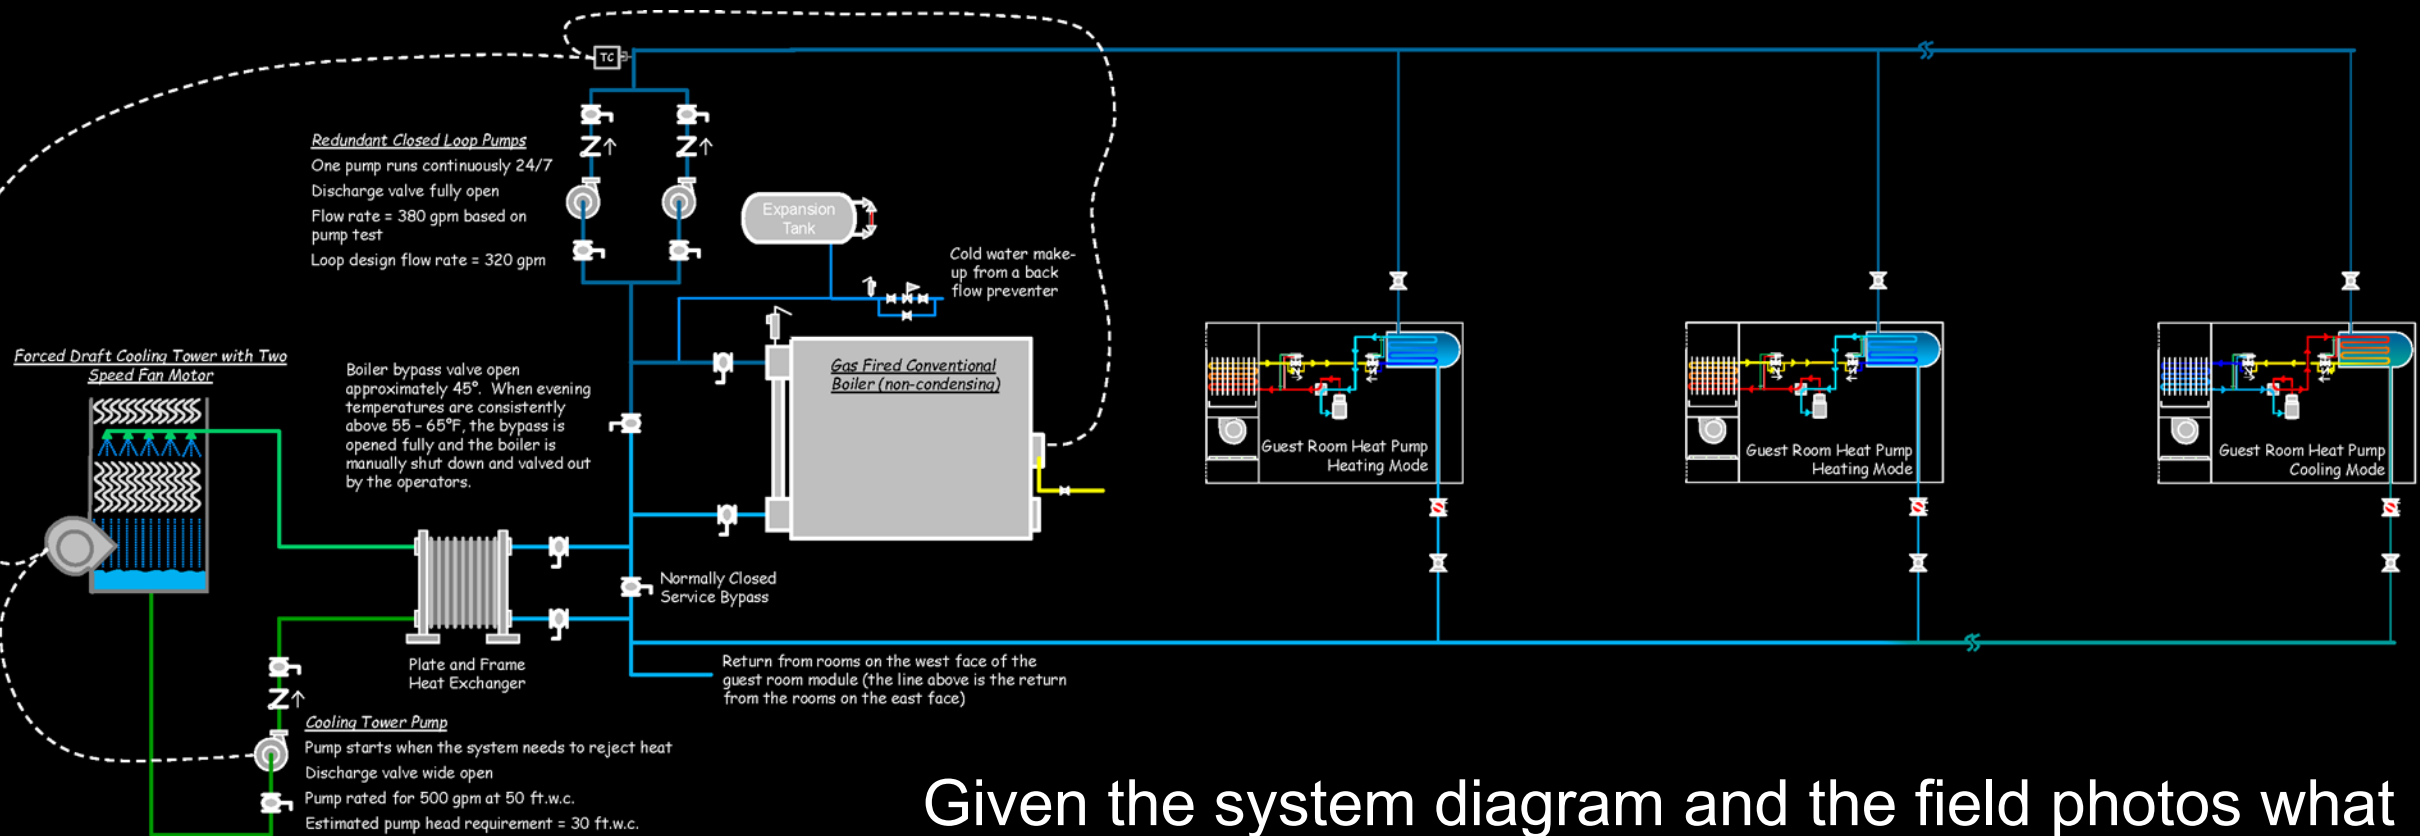 TC
Redundant Closed Loop Pumps
One pump runs continuously 24/7
Discharge valve fully open
Flow rate = 380 gpm based on
pump test
Loop design flow rate = 320 gpm
Expansion
Tank
Cold water make-
up from a back
flow preventer
Forced Draft Cooling Tower with Two
Speed Fan Motor
Boiler bypass valve open
approximately 45°. When evening
temperatures are consistently
above 55 - 65°F, the bypass is
opened fully and the boiler is
manually shut down and valved out
by the operators.
Gas Fired Conventional
Boiler (non-condensing)
Guest Room Heat Pump
Heating Mode
Guest Room Heat Pump
Heating Mode
Guest Room Heat Pump
Cooling Mode
Normally Closed
Service Bypass
Plate and Frame
Heat Exchanger
Return from rooms on the west face of the
guest room module (the line above is the return
from the rooms on the east face)
Cooling Tower Pump
Pump starts when the system needs to reject heat
Discharge valve wide open
Pump rated for 500 gpm at 50 ft.w.c.
Estimated pump head requirement = 30 ft.w.c.
Given the system diagram and the field photos what